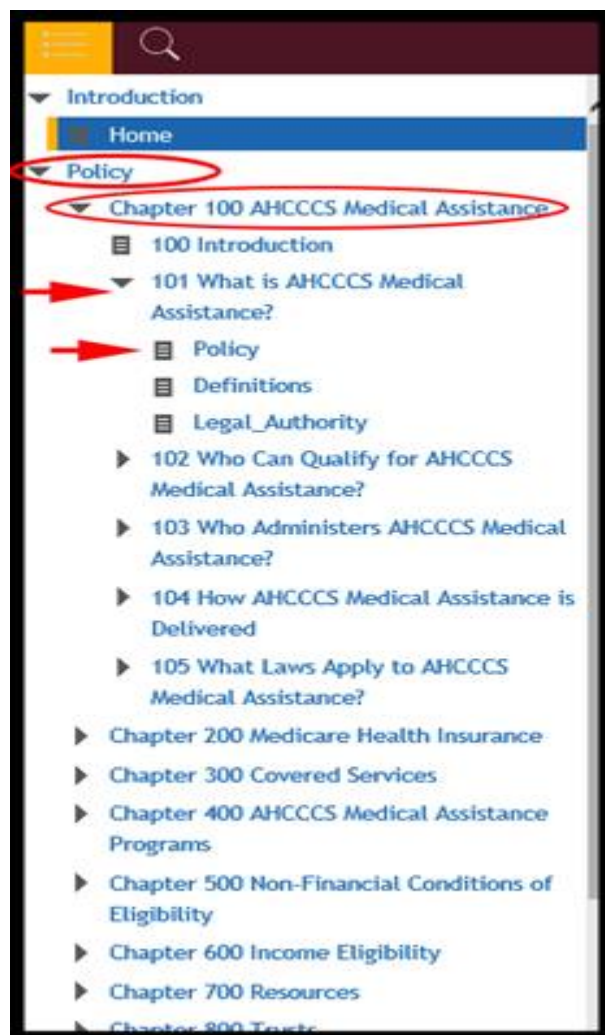 Introduction
Home
Policy
Chapter 100 AHCCCS Medical Assistance
100 Introduction
101 What is AHCCCS Medical
Assistance?
Policy
Definitions
Legal_Authority
102 Who Can Qualify for AHCCCS
Medical Assistance?
103 Who Administers AHCCCS Medical
Assistance?
104 How AHCCCS Medical Assistance is
Delivered
105 What Laws Apply to AHCCCS
Medical Assistance?
Chapter 200 Medicare Health Insurance
Chapter 300 Covered Services
Chapter 400 AHCCCS Medical Assistance
Programs
Chapter 500 Non-Financial Conditions of
Eligibility
Chapter 600 Income Eligibility
Chapter 700 Resources
Chapter 800 Trusts